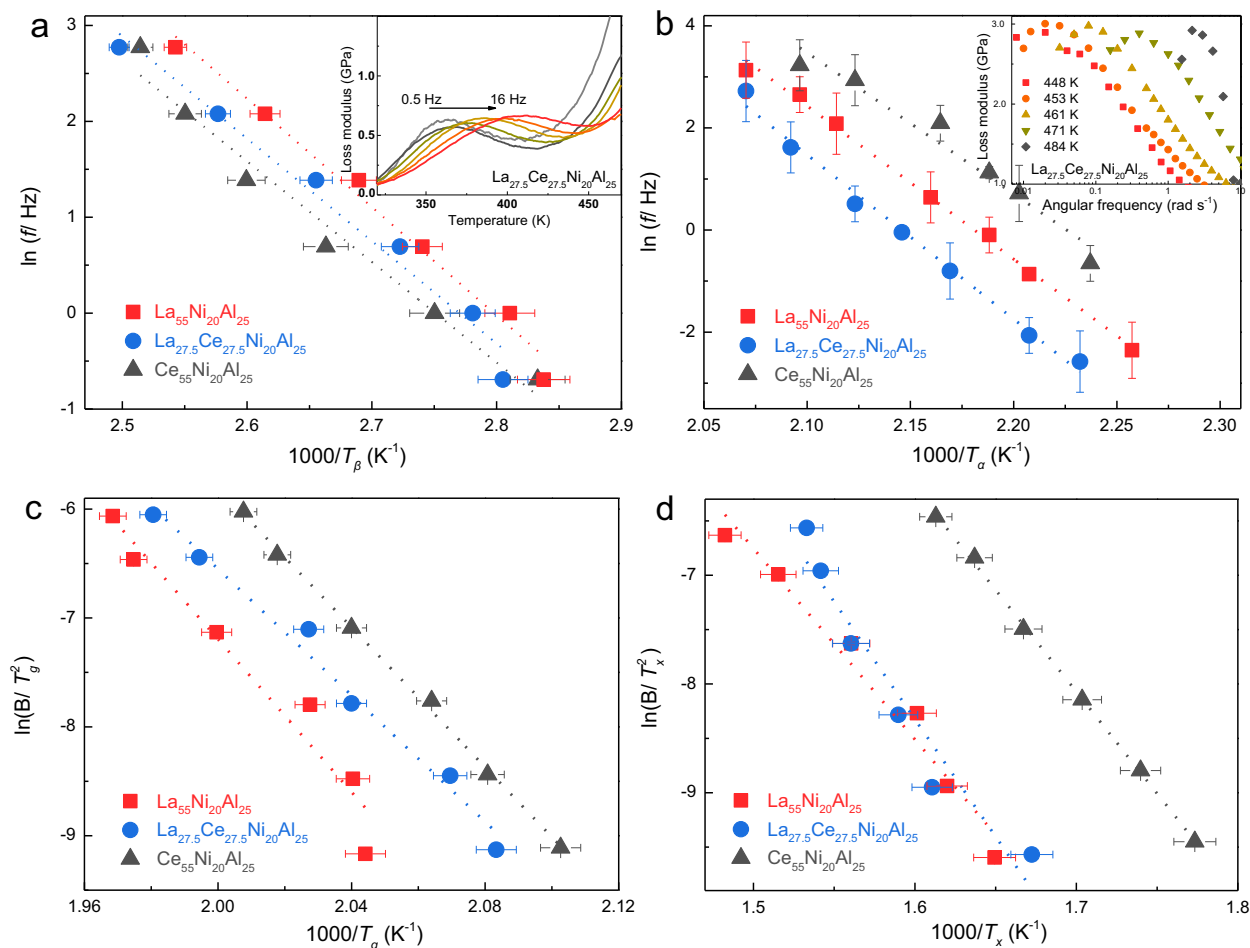 a
ln (f/ Hz)
3
2
1
0
-1
2.5
2.6
2.7
2.8
2.9
1000/Tβ (K⁻¹)
La₅₅Ni₂₀Al₂₅
La₂₇.₅Ce₂₇.₅Ni₂₀Al₂₅
Ce₅₅Ni₂₀Al₂₅
Loss modulus (GPa)
1.0
0.5
0.0
0.5 Hz
16 Hz
La₂₇.₅Ce₂₇.₅Ni₂₀Al₂₅
350
400
450
Temperature (K)
b
ln (f/ Hz)
4
2
0
-2
2.05
2.10
2.15
2.20
2.25
2.30
1000/Tα (K⁻¹)
La₅₅Ni₂₀Al₂₅
La₂₇.₅Ce₂₇.₅Ni₂₀Al₂₅
Ce₅₅Ni₂₀Al₂₅
Loss modulus (GPa)
3.0
2.0
1.0
448 K
453 K
461 K
471 K
484 K
La₂₇.₅Ce₂₇.₅Ni₂₀Al₂₅
0.01
0.1
1
10
Angular frequency (rad s⁻¹)
c
ln(B/ T_g²)
-6
-7
-8
-9
1.96
2.00
2.04
2.08
2.12
1000/T_g (K⁻¹)
La₅₅Ni₂₀Al₂₅
La₂₇.₅Ce₂₇.₅Ni₂₀Al₂₅
Ce₅₅Ni₂₀Al₂₅
d
ln(B/ T_x²)
-7
-8
-9
1.5
1.6
1.7
1.8
1000/T_x (K⁻¹)
La₅₅Ni₂₀Al₂₅
La₂₇.₅Ce₂₇.₅Ni₂₀Al₂₅
Ce₅₅Ni₂₀Al₂₅